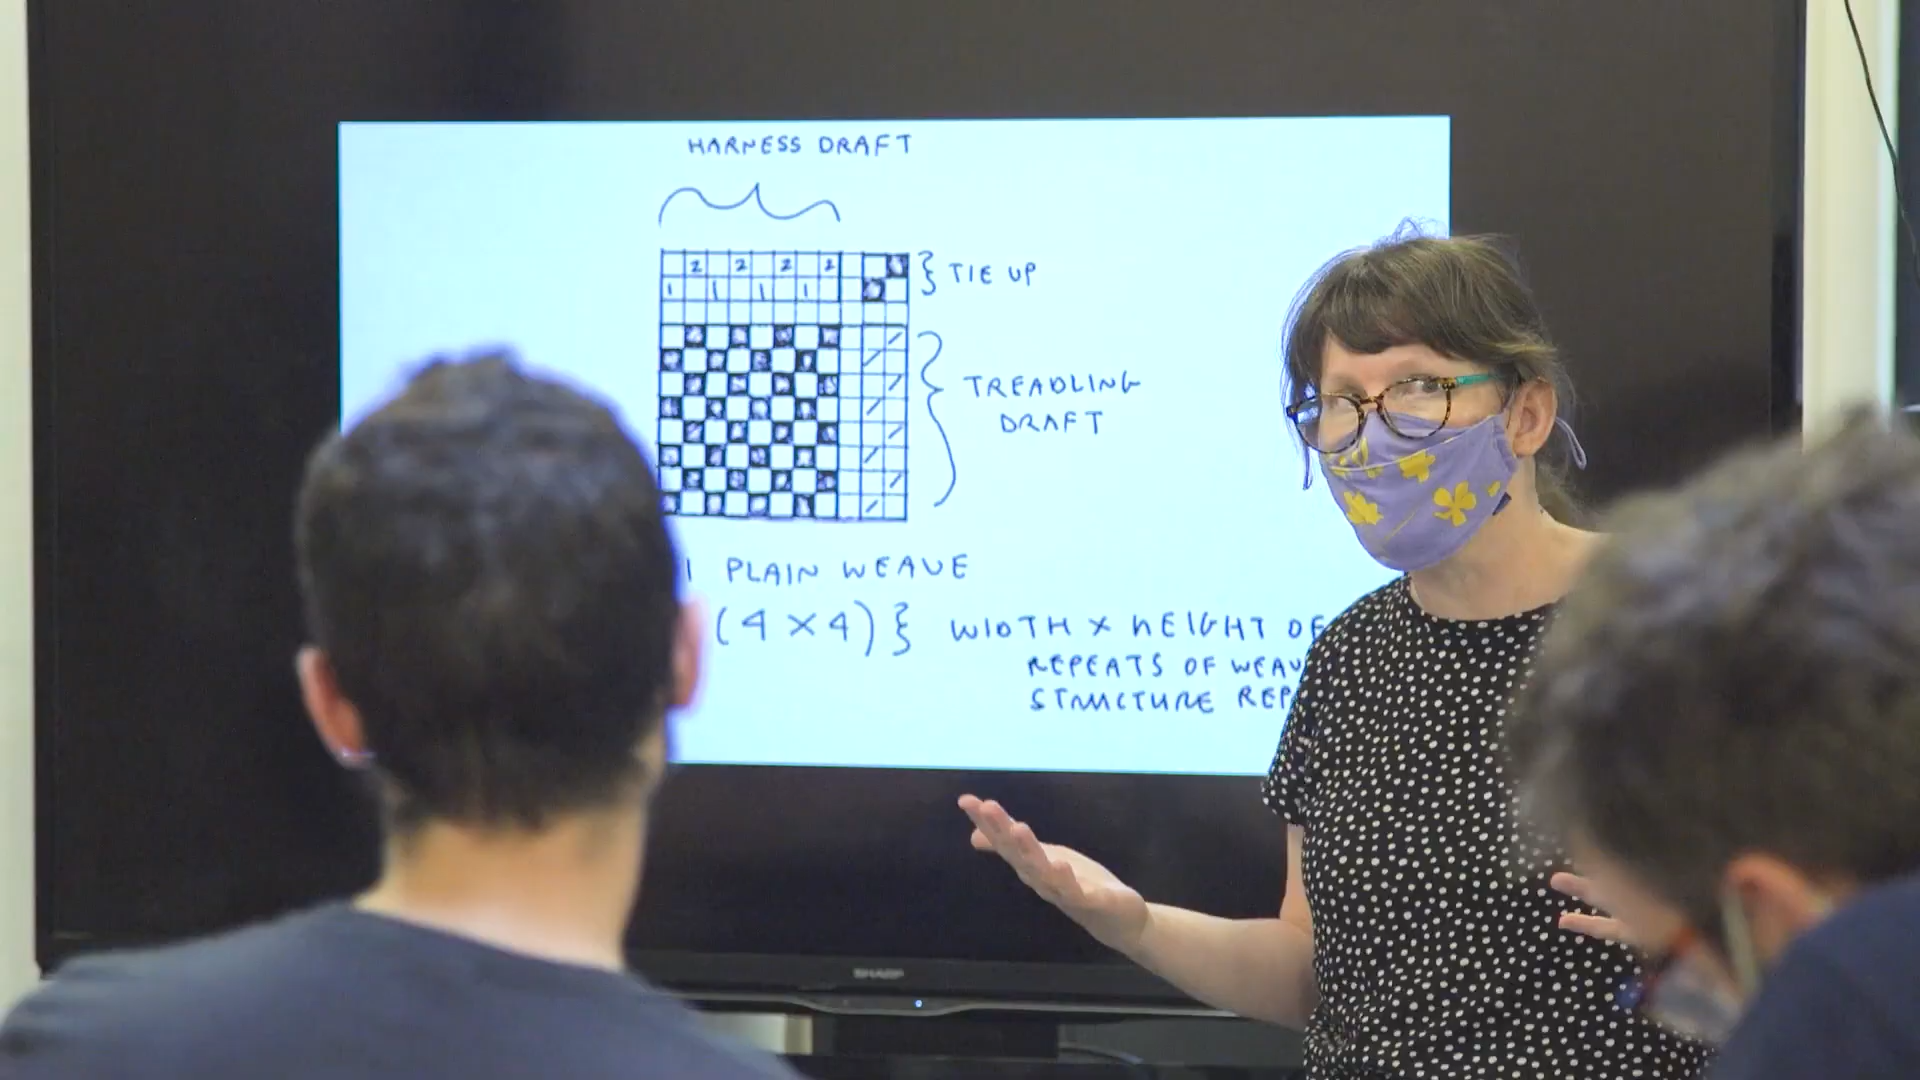 HARNESS DRAFT
2 2 2 2
1 1 1 1
TIE UP
TREADLING
DRAFT
1 PLAIN WEAVE
(4 × 4) WIDTH × HEIGHT OF
REPEATS OF
STRUCTURE
SHARP